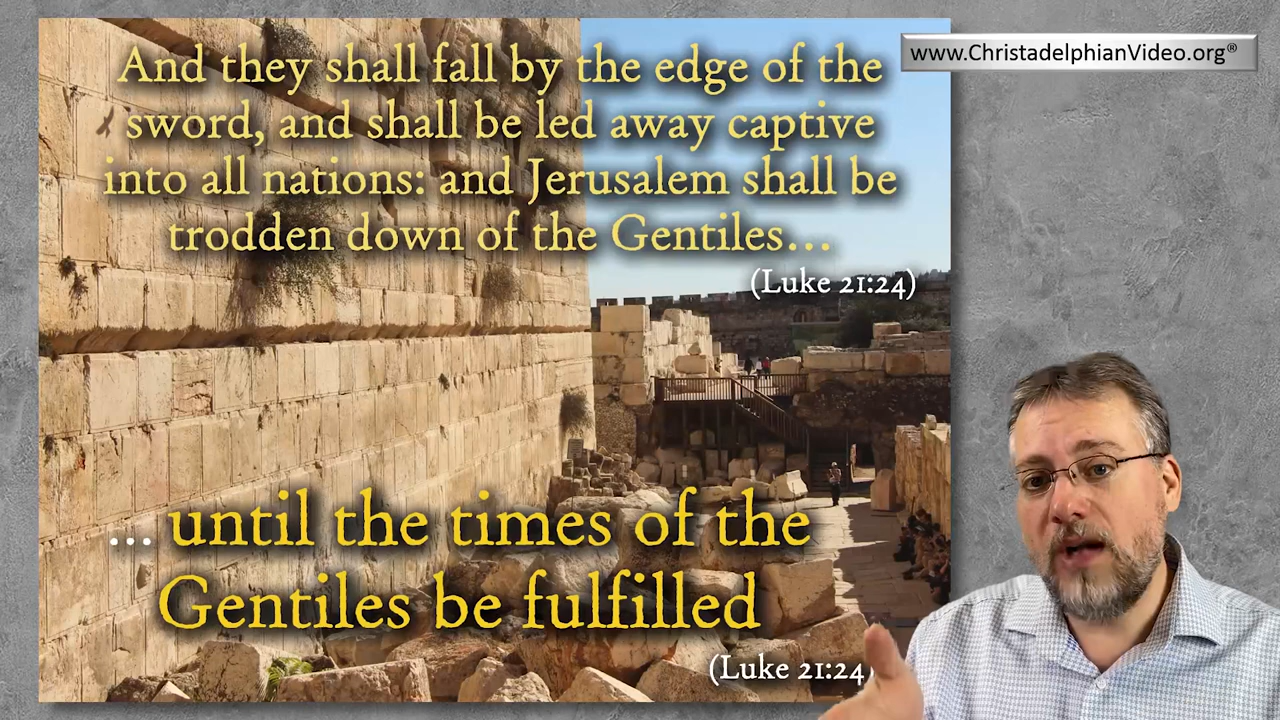 And they shall fall by the edge of the
sword, and shall be led away captive
into all nations: and Jerusalem shall be
trodden down of the Gentiles...
(Luke 21:24)
www.ChristadelphianVideo.org®
... until the times of the
Gentiles be fulfilled
(Luke 21:24)